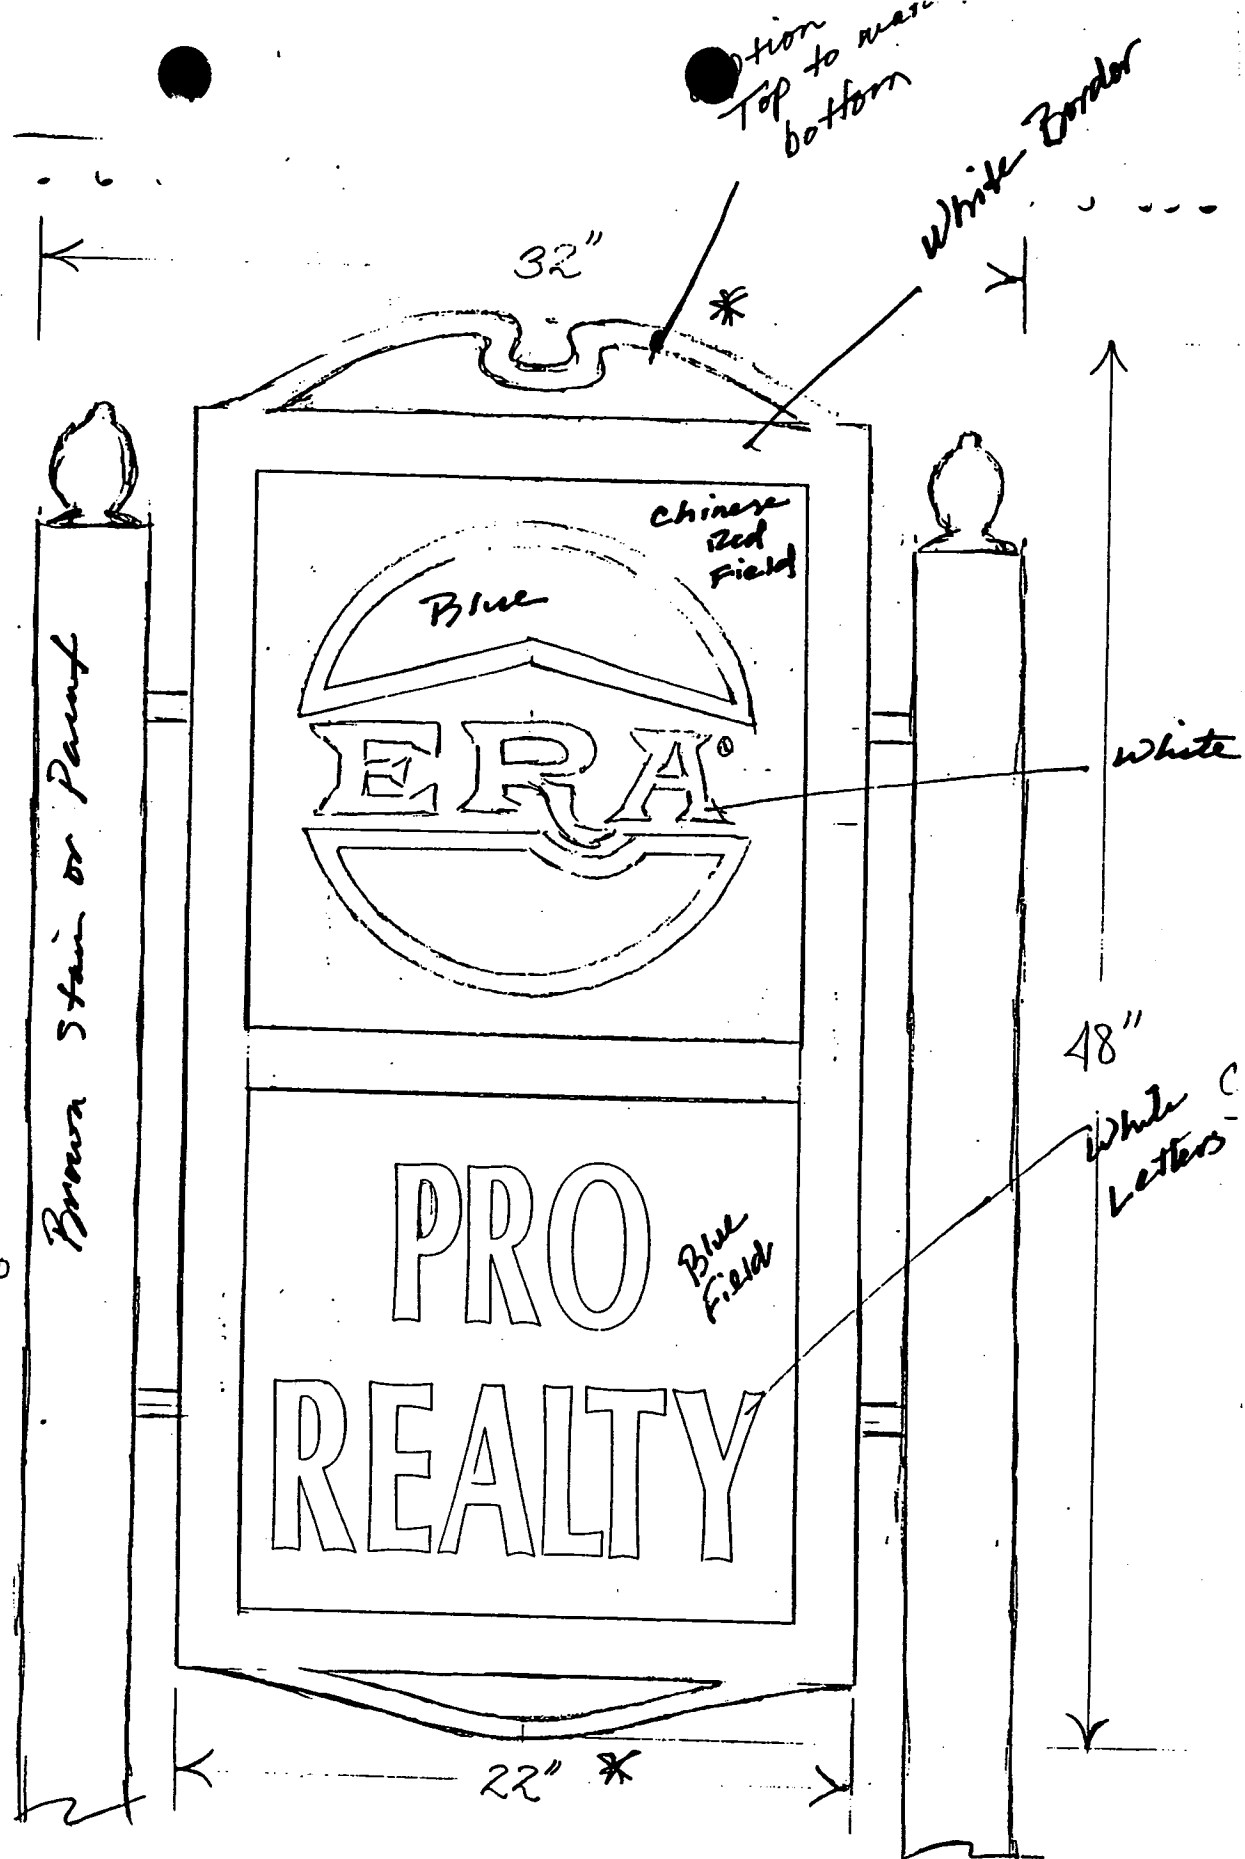 Top to
bottom
White Border
32"
*
Chinese
Red
Field
Blue
ERA®
White
Brown Stain or Paint
48"
White
Letters
PRO
Blue
Field
REALTY
22" *